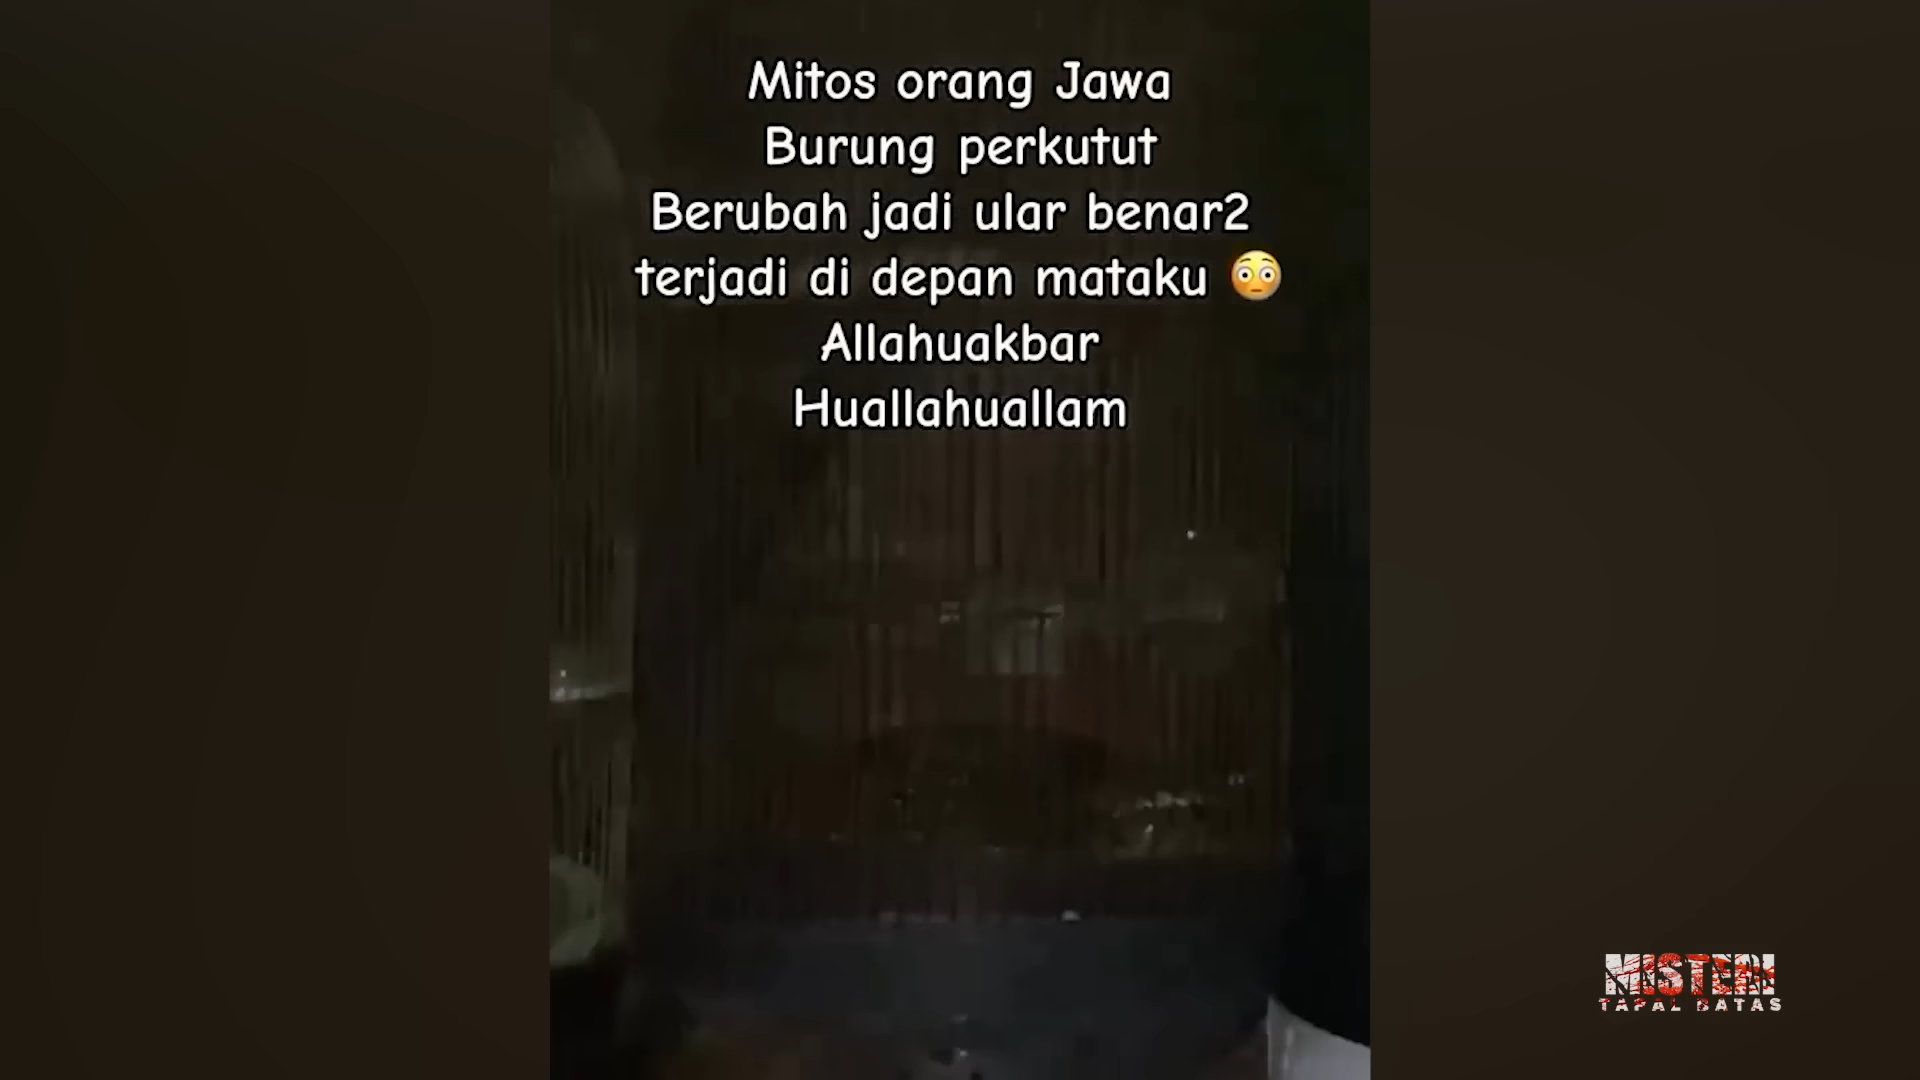 Mitos orang Jawa
Burung perkutut
Berubah jadi ular benar2
terjadi di depan mataku 😳
Allahuakbar
Huallahuallam
MISTERI
TAPAL BATAS